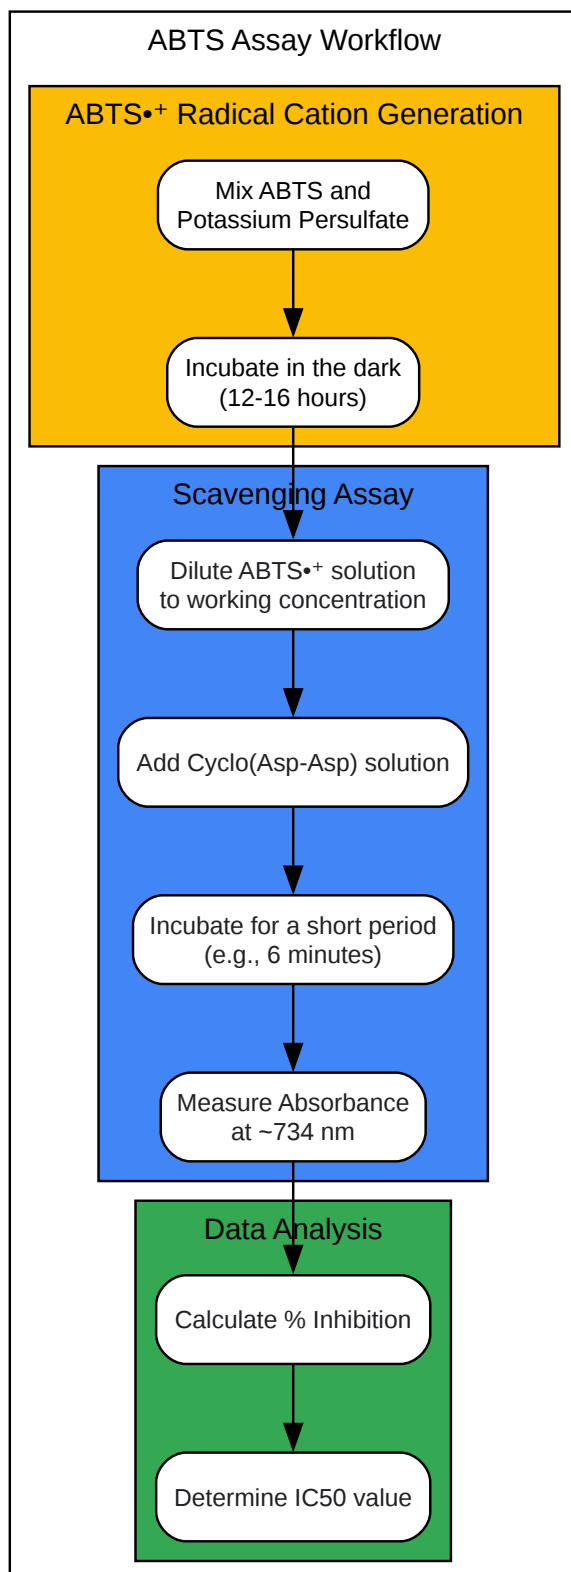 ABTS Assay Workflow
ABTS•⁺ Radical Cation Generation
Mix ABTS and
Potassium Persulfate
Incubate in the dark
(12-16 hours)
Scavenging Assay
Dilute ABTS•⁺ solution
to working concentration
Add Cyclo(Asp-Asp) solution
Incubate for a short period
(e.g., 6 minutes)
Measure Absorbance
at ~734 nm
Data Analysis
Calculate % Inhibition
Determine IC50 value